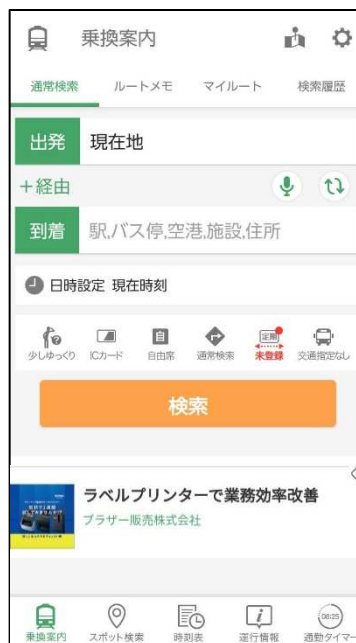 乗換案内
通常検索 ルートメモ マイルート 検索履歴
出発 現在地
+経由
到着 駅,バス停,空港,施設,住所
日時設定 現在時刻
自 定期
少しゆっくり ICカード 自由席 通常検索 未登録 交通指定なし
検索
ラベルプリンターで業務効率改善
ブラザー販売株式会社
08:25
乗換案内 スポット検索 時刻表 運行情報 通勤タイマー